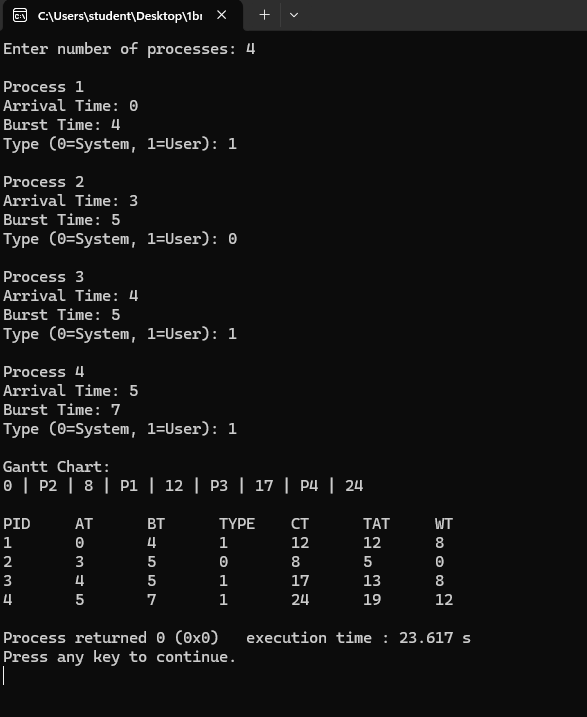 C:\Users\student\Desktop\1b
Enter number of processes: 4
Process 1
Arrival Time: 0
Burst Time: 4
Type (0=System, 1=User): 1
Process 2
Arrival Time: 3
Burst Time: 5
Type (0=System, 1=User): 0
Process 3
Arrival Time: 4
Burst Time: 5
Type (0=System, 1=User): 1
Process 4
Arrival Time: 5
Burst Time: 7
Type (0=System, 1=User): 1
Gantt Chart:
0 | P2 | 8 | P1 | 12 | P3 | 17 | P4 | 24
PID AT BT TYPE CT TAT WT
1 0 4 1 12 12 8
2 3 5 0 8 5 0
3 4 5 1 17 13 8
4 5 7 1 24 19 12
Process returned 0 (0x0) execution time : 23.617 s
Press any key to continue.